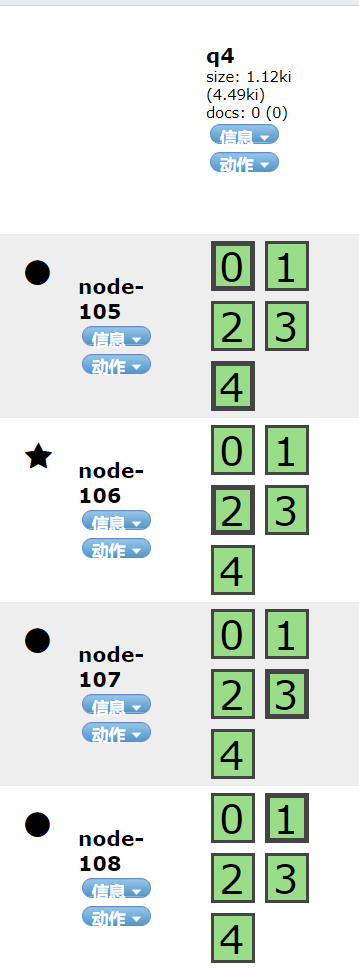 q4
size: 1.12ki
(4.49ki)
docs: 0 (0)
信息
动作
node-
105
信息
动作
0 1
2 3
4
node-
106
信息
动作
0 1
2 3
4
node-
107
信息
动作
0 1
2 3
4
node-
108
信息
动作
0 1
2 3
4